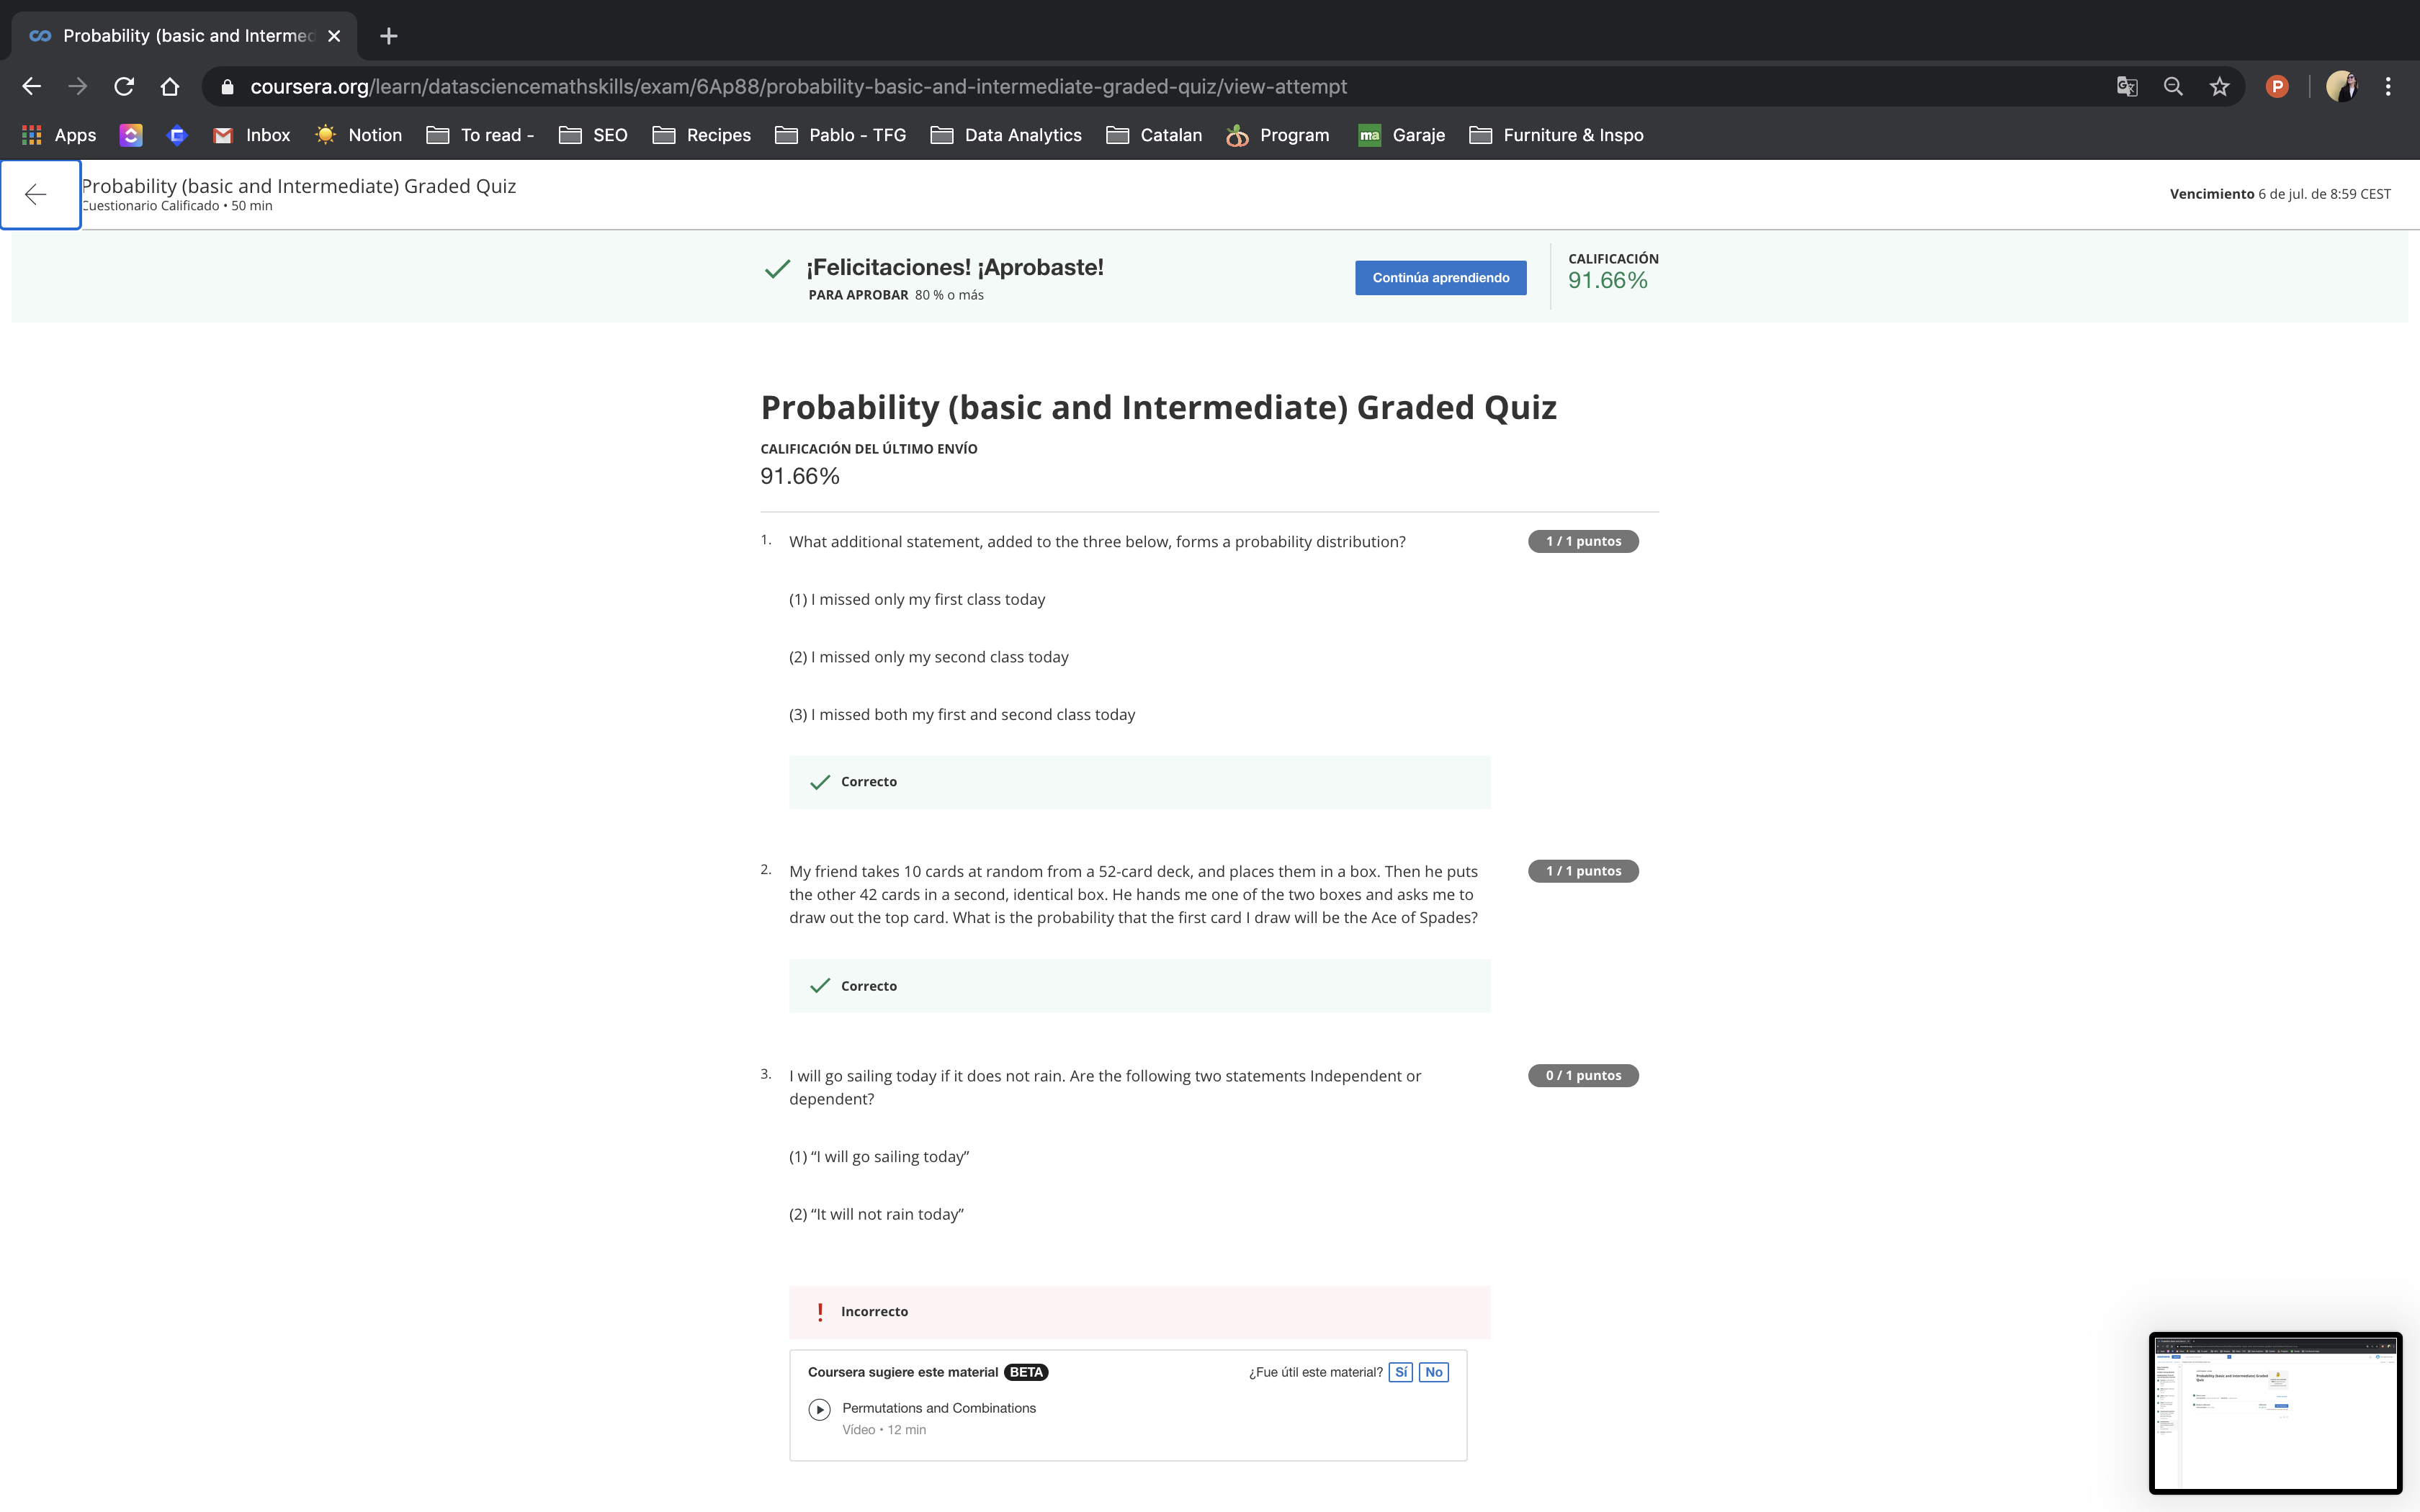 Probability (basic and Intermed
coursera.org/learn/datasciencemathskills/exam/6Ap88/probability-basic-and-intermediate-graded-quiz/view-attempt
P
Apps Inbox Notion To read - SEO Recipes Pablo - TFG Data Analytics Catalan Program ma Garaje Furniture & Inspo
Probability (basic and Intermediate) Graded Quiz
Cuestionario Calificado • 50 min
Vencimiento 6 de jul. de 8:59 CEST
¡Felicitaciones! ¡Aprobaste!
PARA APROBAR 80 % o más
Continúa aprendiendo
CALIFICACIÓN
91.66%
Probability (basic and Intermediate) Graded Quiz
CALIFICACIÓN DEL ÚLTIMO ENVÍO
91.66%
1. What additional statement, added to the three below, forms a probability distribution?
1 / 1 puntos
(1) I missed only my first class today
(2) I missed only my second class today
(3) I missed both my first and second class today
Correcto
2. My friend takes 10 cards at random from a 52-card deck, and places them in a box. Then he puts
1 / 1 puntos
the other 42 cards in a second, identical box. He hands me one of the two boxes and asks me to
draw out the top card. What is the probability that the first card I draw will be the Ace of Spades?
Correcto
3. I will go sailing today if it does not rain. Are the following two statements Independent or
0 / 1 puntos
dependent?
(1) “I will go sailing today”
(2) “It will not rain today”
! Incorrecto
Coursera sugiere este material BETA
¿Fue útil este material? Sí No
Permutations and Combinations
Vídeo • 12 min